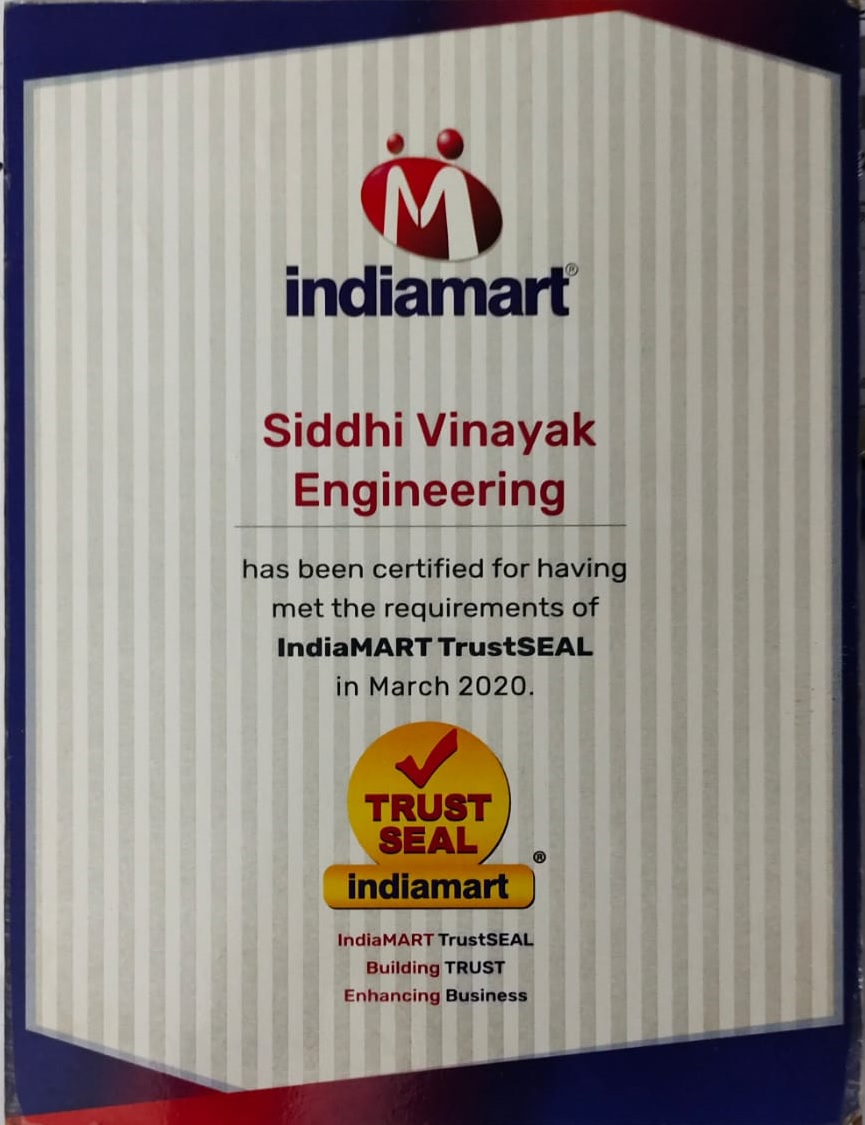 indiamart®
Siddhi Vinayak
Engineering
has been certified for having
met the requirements of
IndiaMART TrustSEAL
in March 2020.
TRUST
SEAL
indiamart®
IndiaMART TrustSEAL
Building TRUST
Enhancing Business